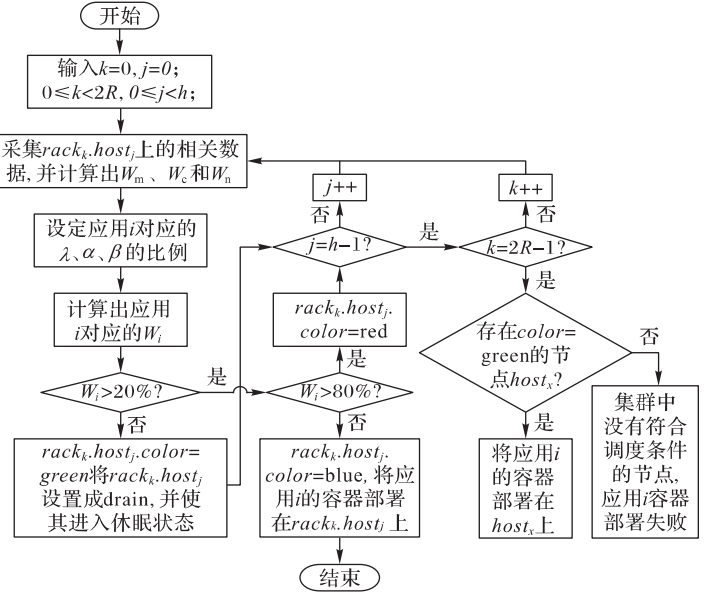 开始
输入k=0, j=0;
0≤k<2R, 0≤j<h;
采集rackₖ.hostⱼ上的相关数
据, 并计算出Wm、Wc和Wn
设定应用i对应的
λ、α、β的比例
计算出应用
i对应的Wi
Wi>20%?
是
否
rackₖ.hostⱼ.color=
green将rackₖ.hostⱼ
设置成drain, 并使
其进入休眠状态
j++
否
j=h−1?
是
rackₖ.hostⱼ.
color=red
是
Wi>80%?
否
rackₖ.hostⱼ.
color=blue, 将应
用i的容器部署
在rackₖ.hostⱼ上
结束
k++
否
k=2R−1?
是
存在color=
green的节
点hostₓ?
否
是
将应用i
的容器
部署在
hostₓ上
集群中
没有符合
调度条件
的节点,
应用i容器
部署失败